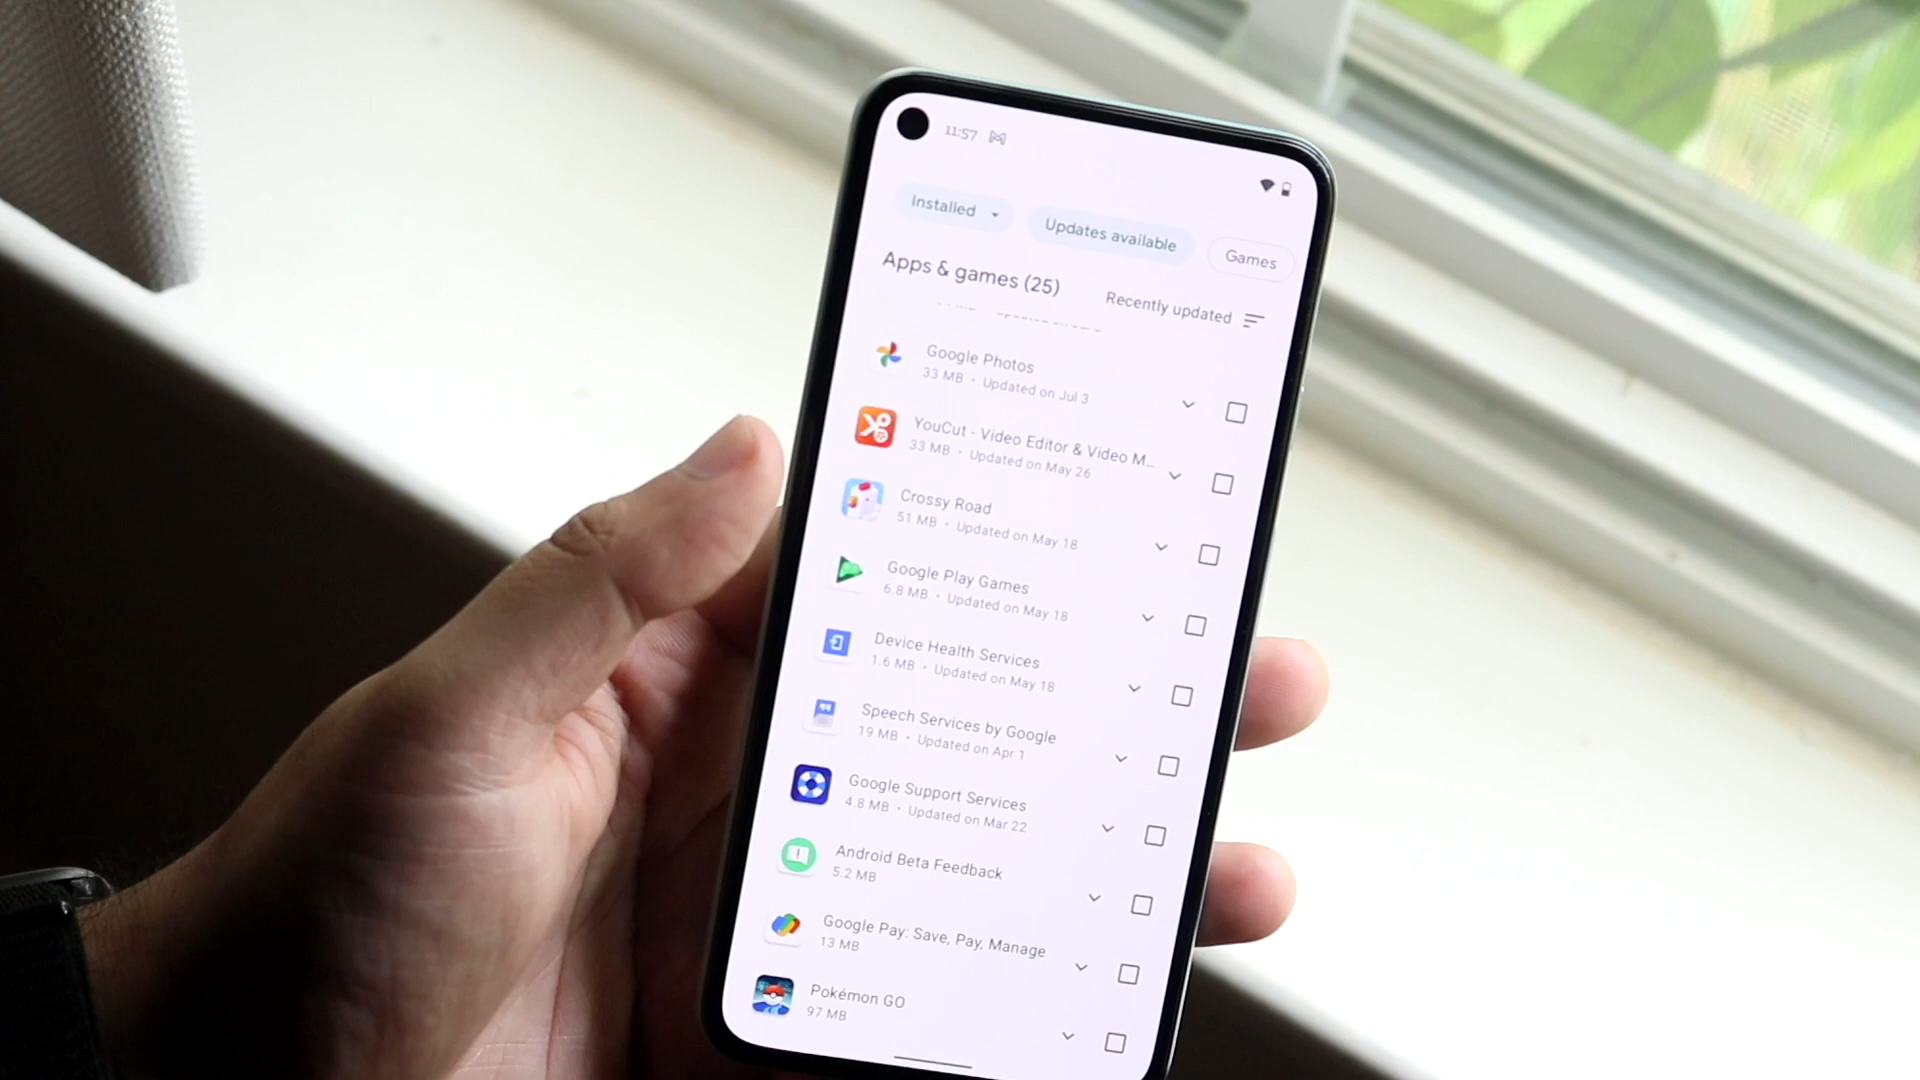 11:57
Installed
Updates available
Games
Apps & games (25)
Recently updated
Google Photos
33 MB • Updated on Jul 3
YouCut - Video Editor & Video M...
33 MB • Updated on May 26
Crossy Road
51 MB • Updated on May 18
Google Play Games
6.8 MB • Updated on May 18
Device Health Services
1.6 MB • Updated on May 18
Speech Services by Google
19 MB • Updated on Apr 1
Google Support Services
4.8 MB • Updated on Mar 22
Android Beta Feedback
5.2 MB
Google Pay: Save, Pay, Manage
13 MB
Pokémon GO
97 MB